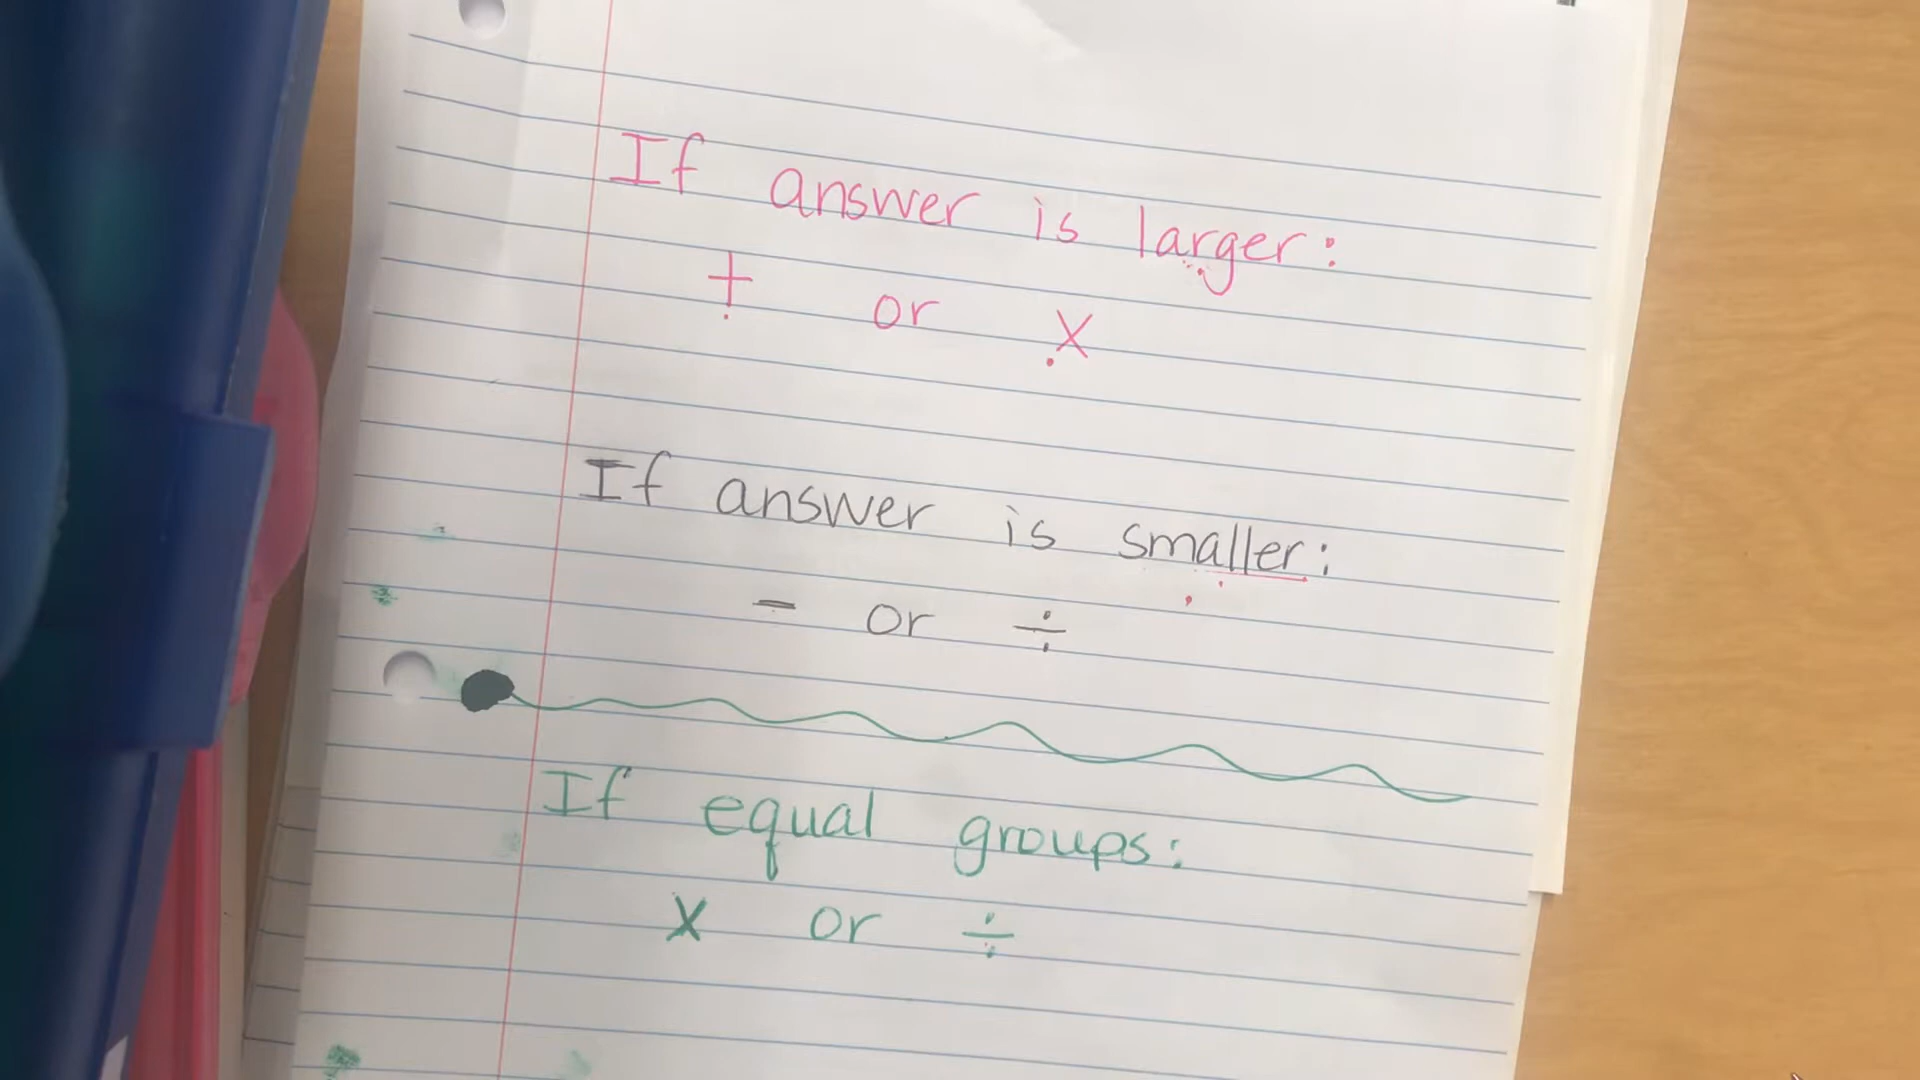 If answer is larger:
+ or x
If answer is smaller:
- or ÷
If equal groups:
x or ÷